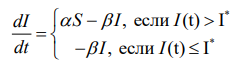 dI/dt = { αS − βI, если I(t) > I*
−βI, если I(t) ≤ I*